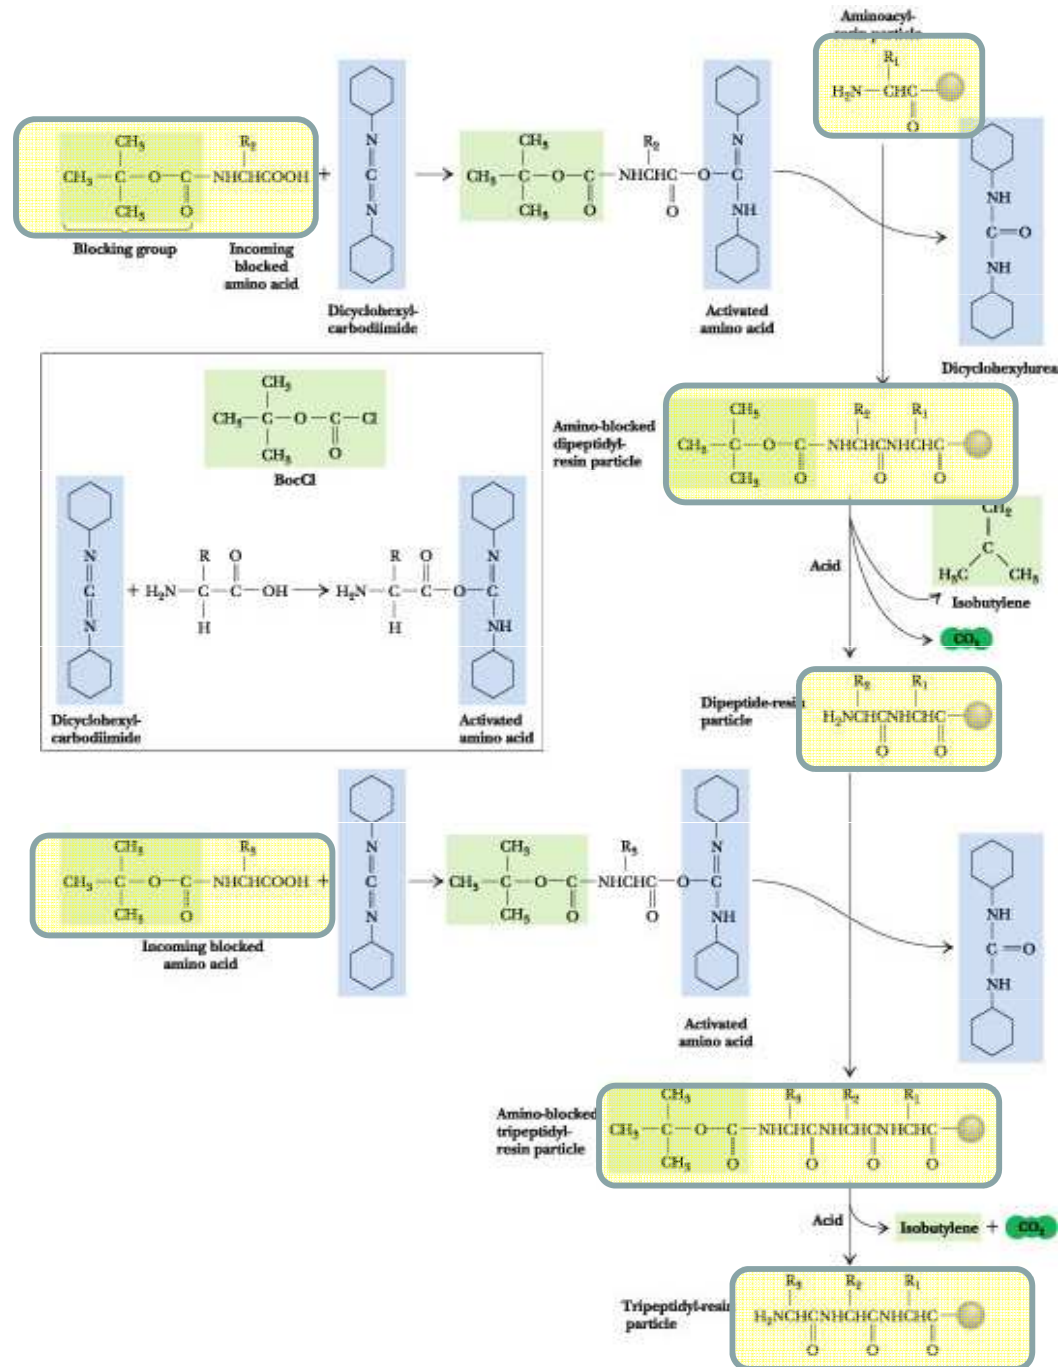 Aminoacyl-
resin particle
R1
H2N—CHC
O
CH3
CH3—C—O—C—NHCHCOOH
R2
CH3
O
+
Blocking group
Incoming
blocked
amino acid
N
C
N
Dicyclohexyl-
carbodiimide
CH3
R2
CH3—C—O—C—NHCHC—O—C
CH3
O
O
N
NH
Activated
amino acid
NH
C=O
NH
Dicyclohexylurea
CH3
CH3—C—O—C—Cl
CH3
O
BocCl
N
C
N
+
R
O
H2N—C—C—OH
H
R
O
H2N—C—C—O—C
H
N
NH
Dicyclohexyl-
carbodiimide
Activated
amino acid
Amino-blocked
dipeptidyl-
resin particle
CH3
R2
R1
CH3—C—O—C—NHCHCNHCHC
CH3
O
O
O
Acid
CH2
C
H3C
CH3
Isobutylene
CO2
Dipeptide-resin
particle
R2
R1
H2NCHCNHCHC
O
O
CH3
R3
CH3—C—O—C—NHCHCOOH
CH3
O
+
Incoming blocked
amino acid
N
C
N
CH3
R3
CH3—C—O—C—NHCHC—O—C
CH3
O
O
N
NH
Activated
amino acid
NH
C=O
NH
Amino-blocked
tripeptidyl-
resin particle
CH3
R3
R2
R1
CH3—C—O—C—NHCHCNHCHCNHCHC
CH3
O
O
O
O
Acid
Isobutylene + CO2
Tripeptidyl-resin
particle
R3
R2
R1
H2NCHCNHCHCNHCHC
O
O
O